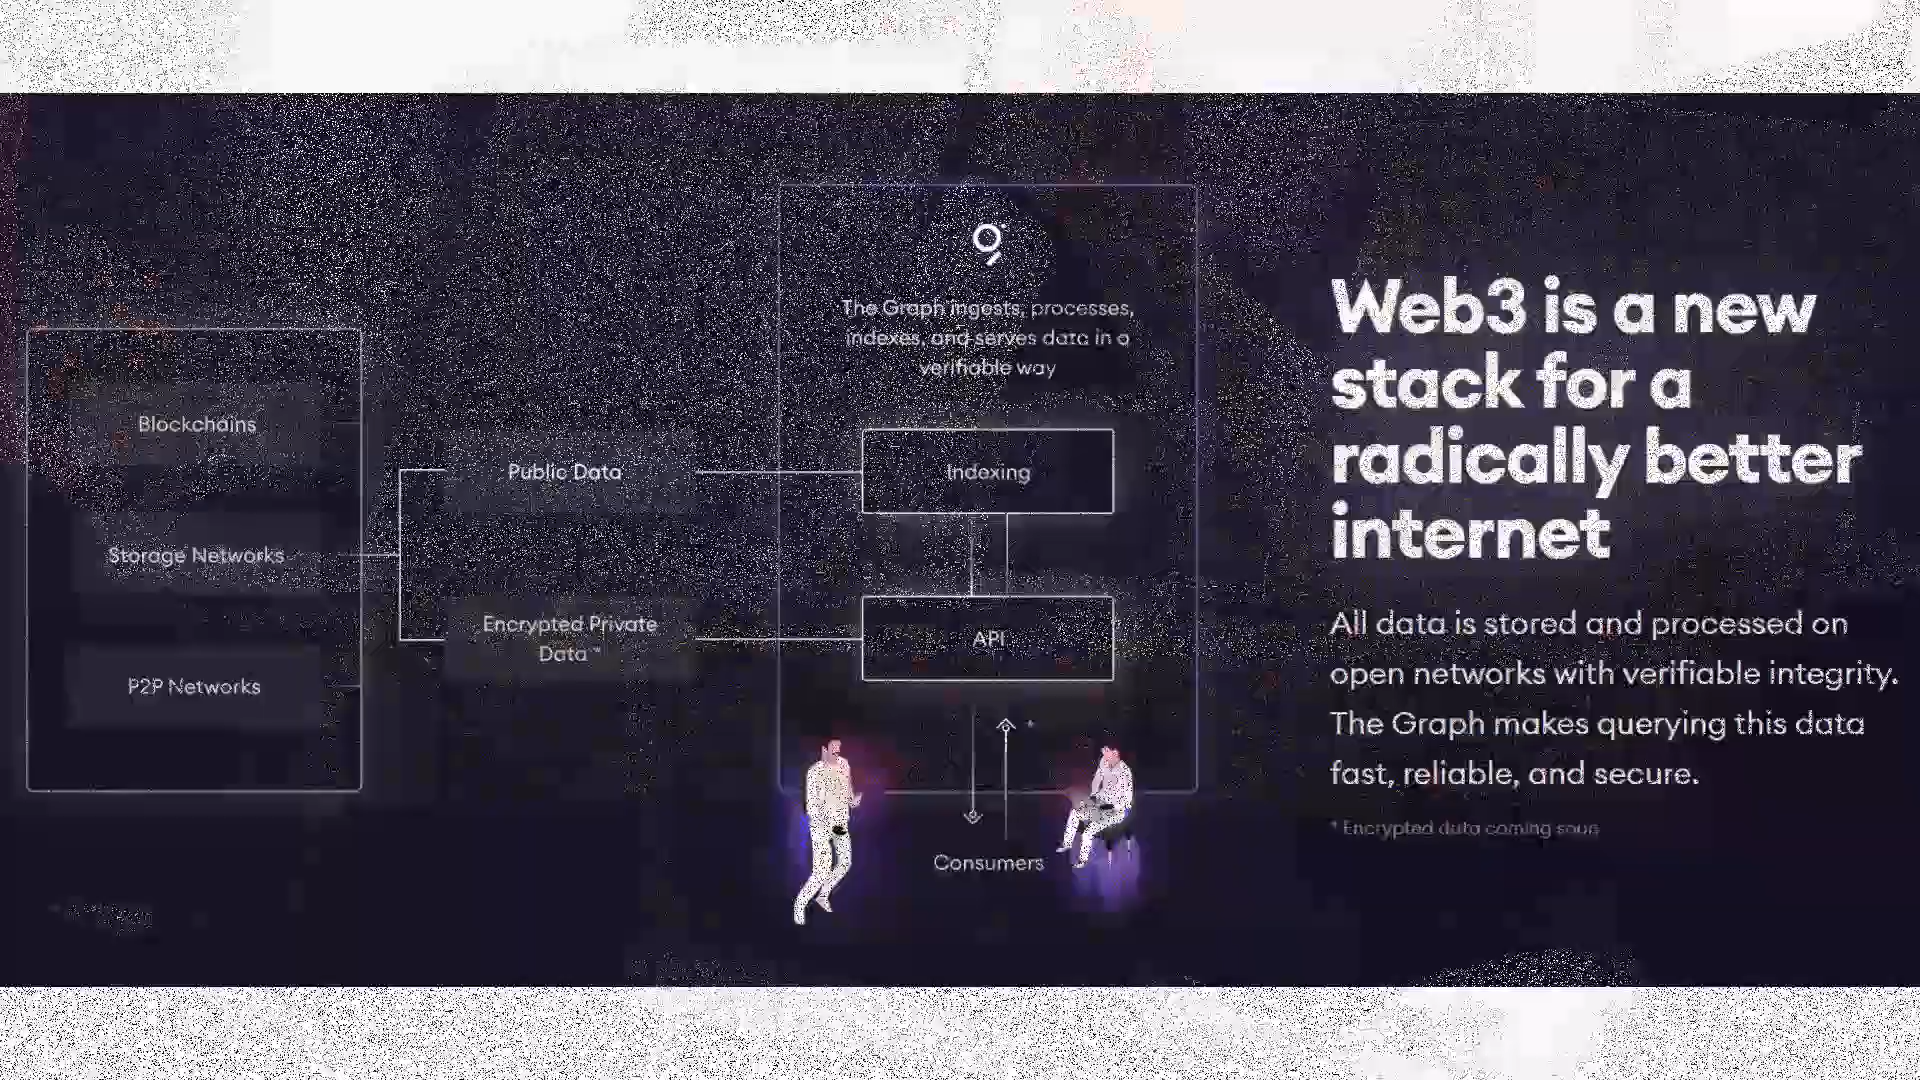 The Graph ingests, processes,
indexes, and serves data in a
verifiable way
Blockchains
Storage Networks
P2P Networks
Public Data
Encrypted Private
Data *
Indexing
API
*
Consumers
Web3 is a new
stack for a
radically better
internet
All data is stored and processed on
open networks with verifiable integrity.
The Graph makes querying this data
fast, reliable, and secure.
* Encrypted data coming soon